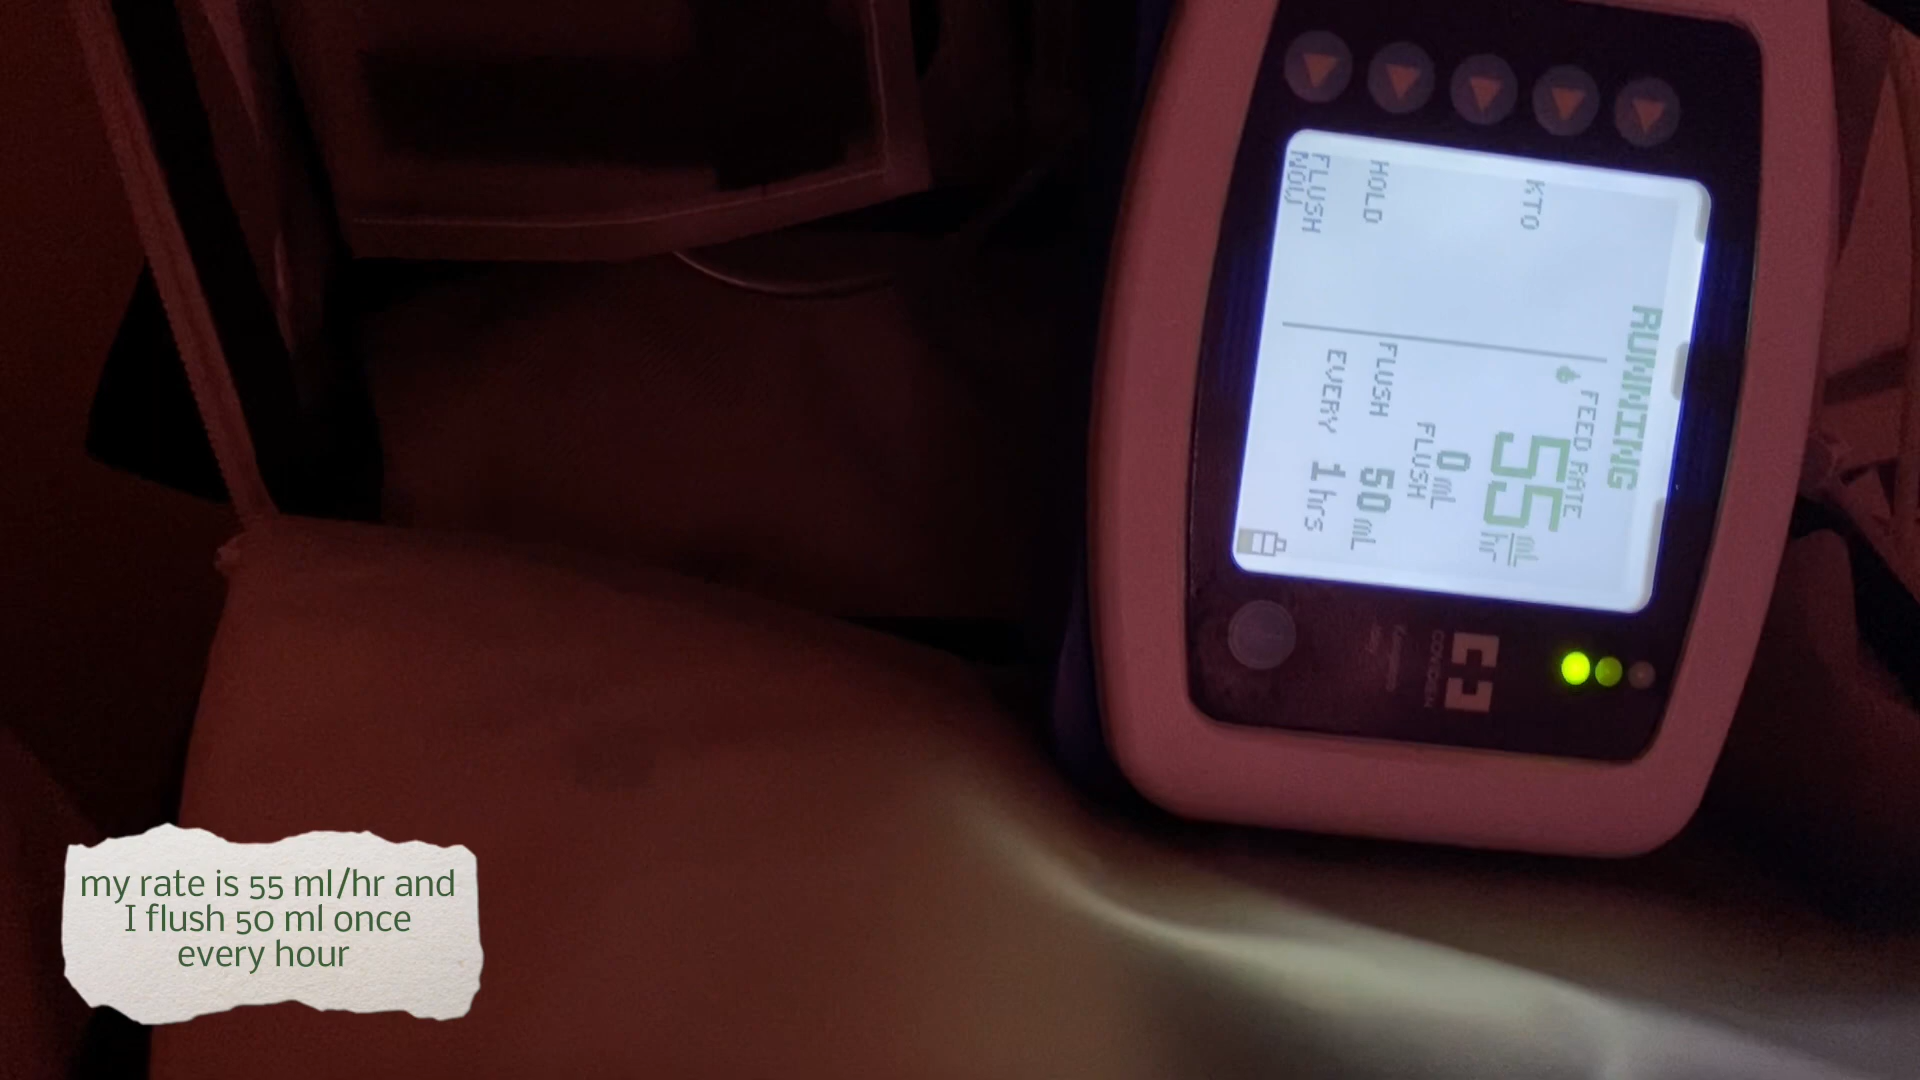 RUNNING
FEED RATE
55 mL
hr
KTO
0 mL
FLUSH
HOLD
FLUSH 50 mL
FLUSH
NOW
EVERY 1 hrs
COVIDIEN
my rate is 55 ml/hr and
I flush 50 ml once
every hour